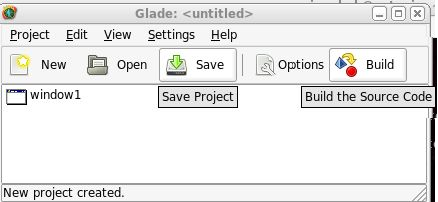 Glade: <untitled>
Project Edit View Settings Help
New Open Save Options Build
window1
Save Project Build the Source Code
New project created.